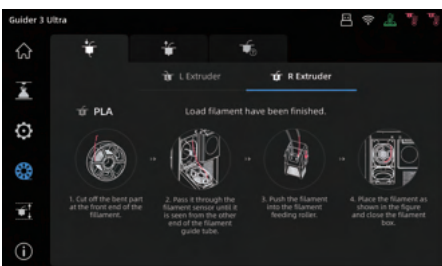 Guider 3 Ultra
L Extruder
R Extruder
PLA
Load filament have been finished.
1. Cut off the bent part
at the front end of the
fillament.
2. Pass it through the
filament sensor until it
is seen from the other
end of the filament
guide tube.
3. Push the filament
into the filament
feeding roller.
4. Place the filament as
shown in the figure
and close the filament
box.